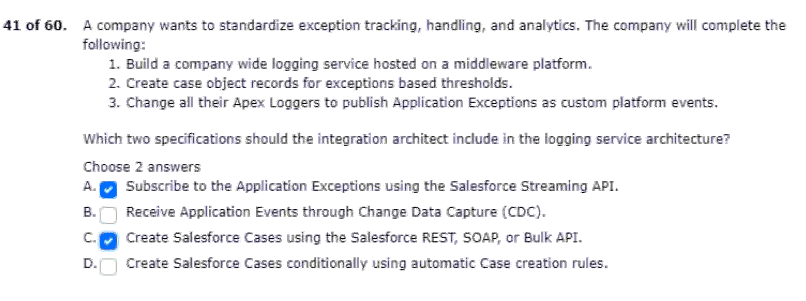 41 of 60. A company wants to standardize exception tracking, handling, and analytics. The company will complete the
following:
1. Build a company wide logging service hosted on a middleware platform.
2. Create case object records for exceptions based thresholds.
3. Change all their Apex Loggers to publish Application Exceptions as custom platform events.
Which two specifications should the integration architect include in the logging service architecture?
Choose 2 answers
A. Subscribe to the Application Exceptions using the Salesforce Streaming API.
B. Receive Application Events through Change Data Capture (CDC).
C. Create Salesforce Cases using the Salesforce REST, SOAP, or Bulk API.
D. Create Salesforce Cases conditionally using automatic Case creation rules.